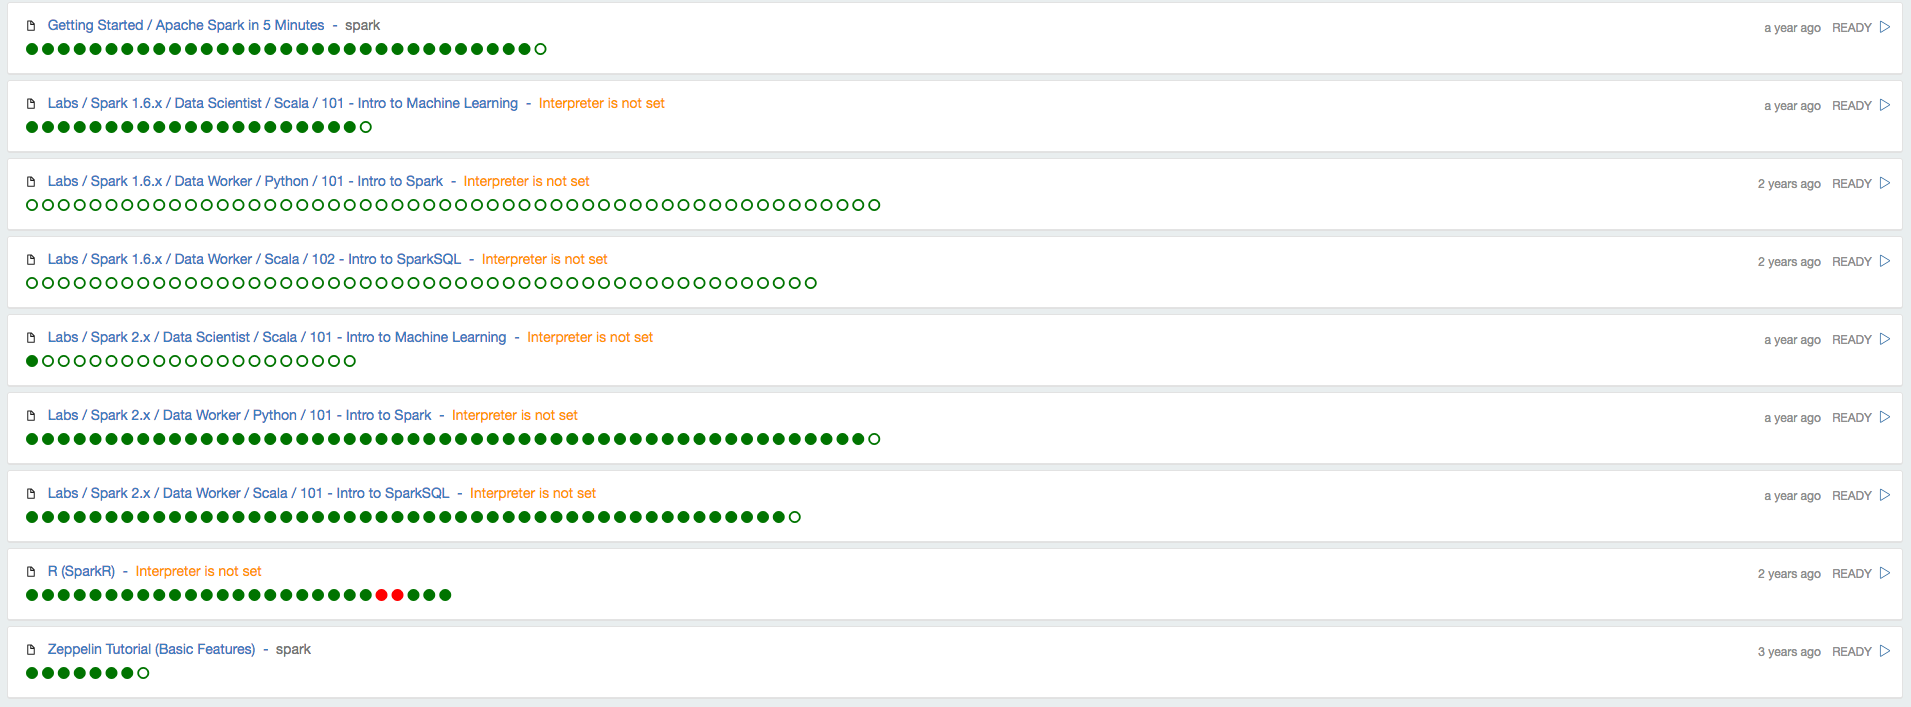 Getting Started / Apache Spark in 5 Minutes - spark a year ago READY
Labs / Spark 1.6.x / Data Scientist / Scala / 101 - Intro to Machine Learning - Interpreter is not set a year ago READY
Labs / Spark 1.6.x / Data Worker / Python / 101 - Intro to Spark - Interpreter is not set 2 years ago READY
Labs / Spark 1.6.x / Data Worker / Scala / 102 - Intro to SparkSQL - Interpreter is not set 2 years ago READY
Labs / Spark 2.x / Data Scientist / Scala / 101 - Intro to Machine Learning - Interpreter is not set a year ago READY
Labs / Spark 2.x / Data Worker / Python / 101 - Intro to Spark - Interpreter is not set a year ago READY
Labs / Spark 2.x / Data Worker / Scala / 101 - Intro to SparkSQL - Interpreter is not set a year ago READY
R (SparkR) - Interpreter is not set 2 years ago READY
Zeppelin Tutorial (Basic Features) - spark 3 years ago READY